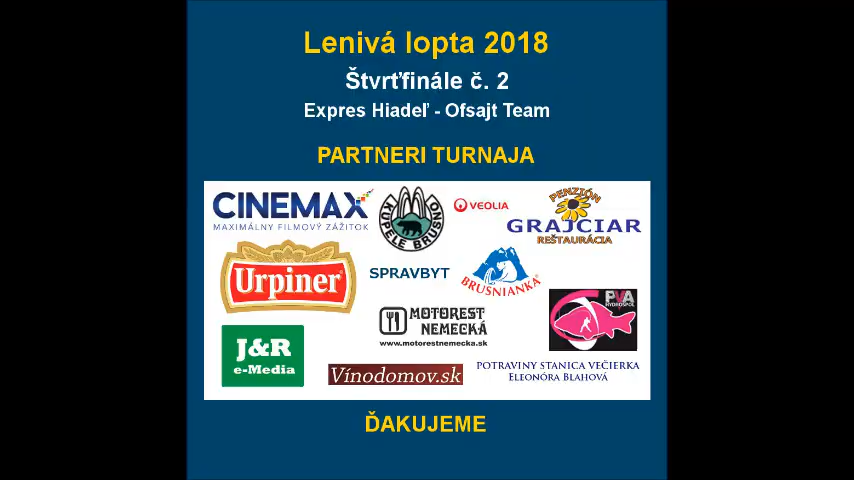 Lenivá lopta 2018
Štvrťfinále č. 2
Expres Hiadeľ - Ofsajt Team
PARTNERI TURNAJA
CINEMAX
MAXIMÁLNY FILMOVÝ ZÁŽITOK
KÚPELE BRUSNO
VEOLIA
PENZIÓN
GRAJCIAR
REŠTAURÁCIA
Urpiner
SPRAVBYT
BRUSNIANKA
MOTOREST
NEMECKÁ
www.motorestnemecka.sk
PVA
HYDROSPOL
J&R
e-Media
Vínodomov.sk
POTRAVINY STANICA VEČIERKA
ELEONÓRA BLAHOVÁ
ĎAKUJEME